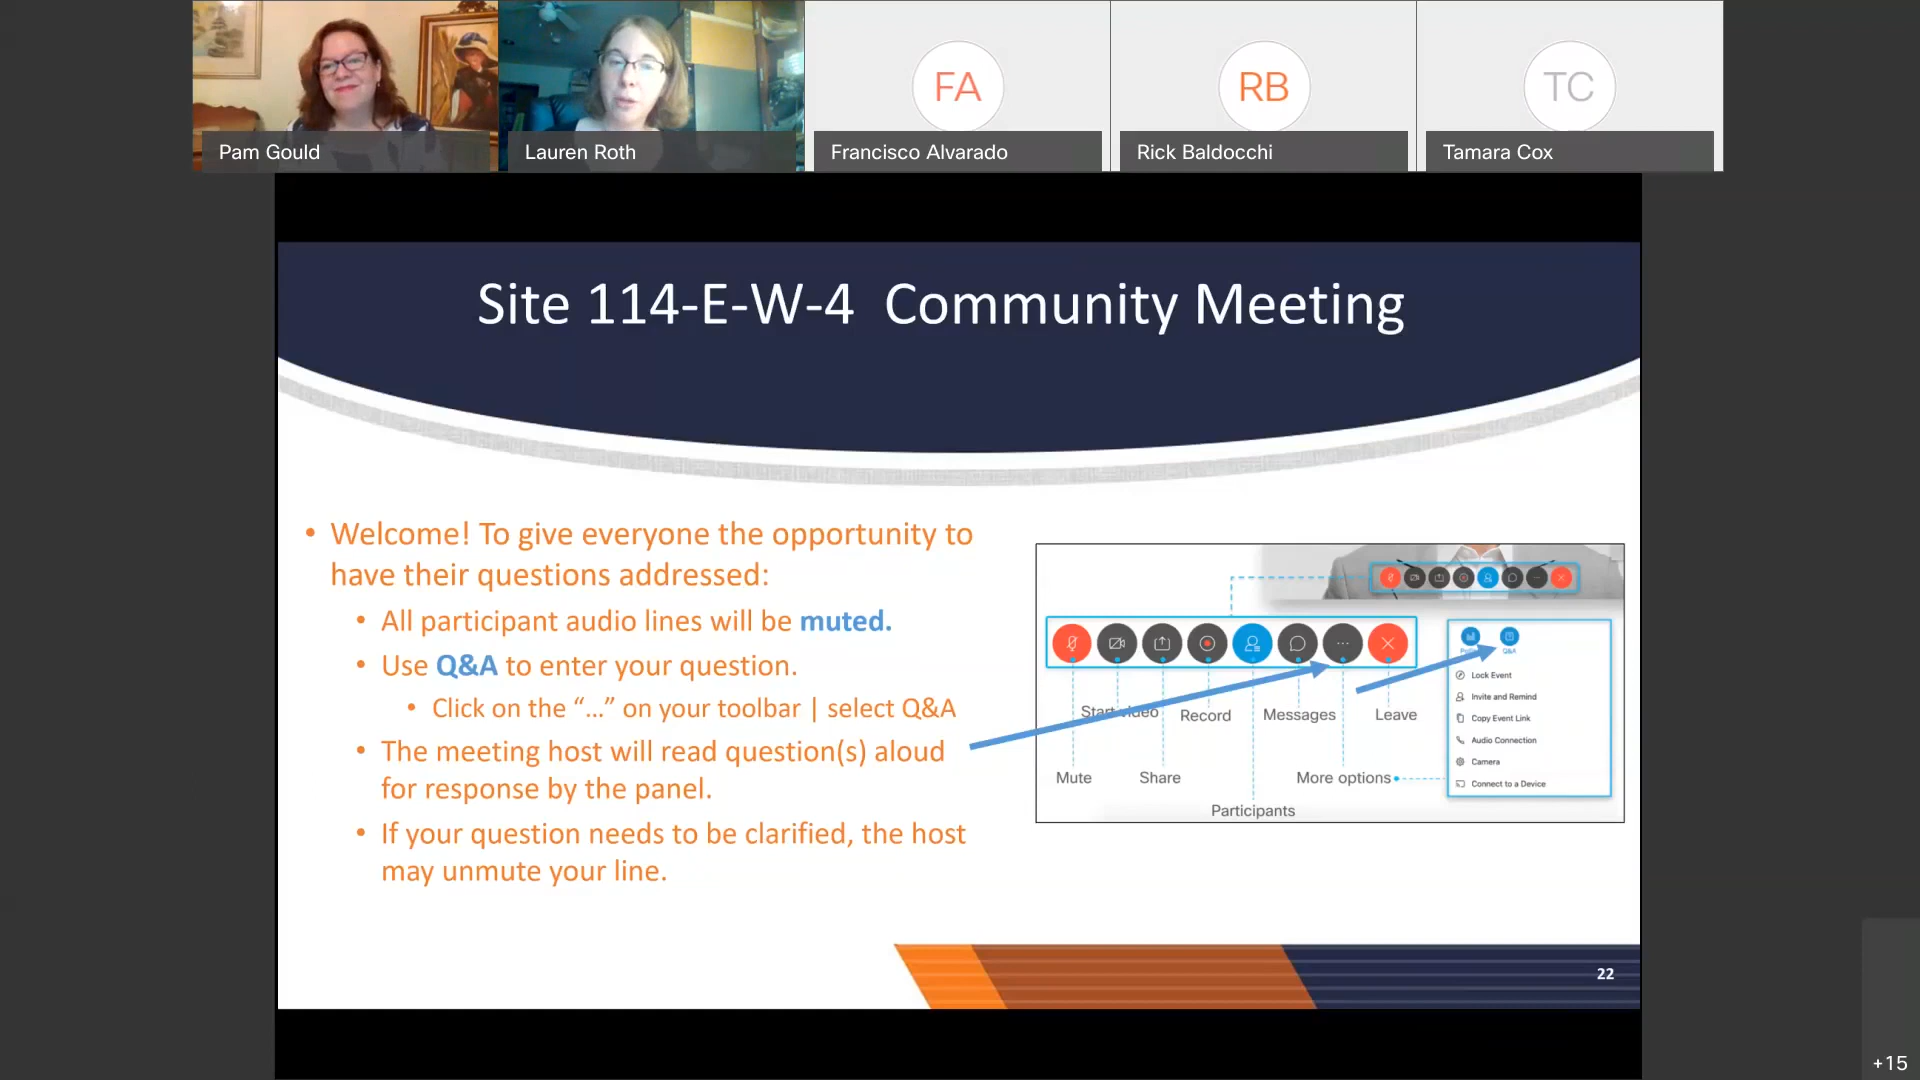 FA
RB
TC
Pam Gould
Lauren Roth
Francisco Alvarado
Rick Baldocchi
Tamara Cox
Site 114-E-W-4  Community Meeting
• Welcome! To give everyone the opportunity to
have their questions addressed:
• All participant audio lines will be muted.
• Use Q&A to enter your question.
• Click on the “…” on your toolbar | select Q&A
• The meeting host will read question(s) aloud
for response by the panel.
• If your question needs to be clarified, the host
may unmute your line.
Q&A
Lock Event
Invite and Remind
Copy Event Link
Audio Connection
Camera
Connect to a Device
Start video
Record
Messages
Leave
Mute
Share
More options
Participants
22
+15